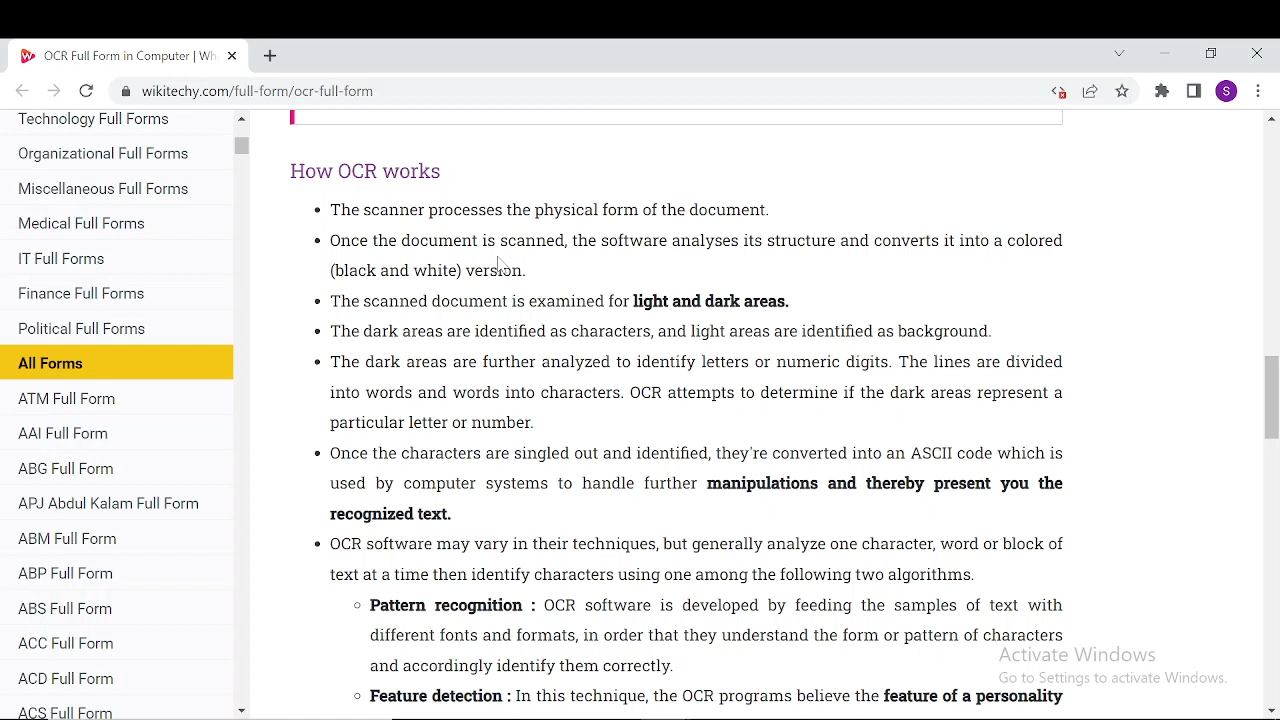 OCR Full Form in Computer | Wh
wikitechy.com/full-form/ocr-full-form
S
Technology Full Forms
Organizational Full Forms
Miscellaneous Full Forms
Medical Full Forms
IT Full Forms
Finance Full Forms
Political Full Forms
All Forms
ATM Full Form
AAI Full Form
ABG Full Form
APJ Abdul Kalam Full Form
ABM Full Form
ABP Full Form
ABS Full Form
ACC Full Form
ACD Full Form
ACS Full Form
How OCR works
• The scanner processes the physical form of the document.
• Once the document is scanned, the software analyses its structure and converts it into a colored
(black and white) version.
• The scanned document is examined for light and dark areas.
• The dark areas are identified as characters, and light areas are identified as background.
• The dark areas are further analyzed to identify letters or numeric digits. The lines are divided
into words and words into characters. OCR attempts to determine if the dark areas represent a
particular letter or number.
• Once the characters are singled out and identified, they're converted into an ASCII code which is
used by computer systems to handle further manipulations and thereby present you the
recognized text.
• OCR software may vary in their techniques, but generally analyze one character, word or block of
text at a time then identify characters using one among the following two algorithms.
◦ Pattern recognition : OCR software is developed by feeding the samples of text with
different fonts and formats, in order that they understand the form or pattern of characters
and accordingly identify them correctly.
◦ Feature detection : In this technique, the OCR programs believe the feature of a personality
Activate Windows
Go to Settings to activate Windows.